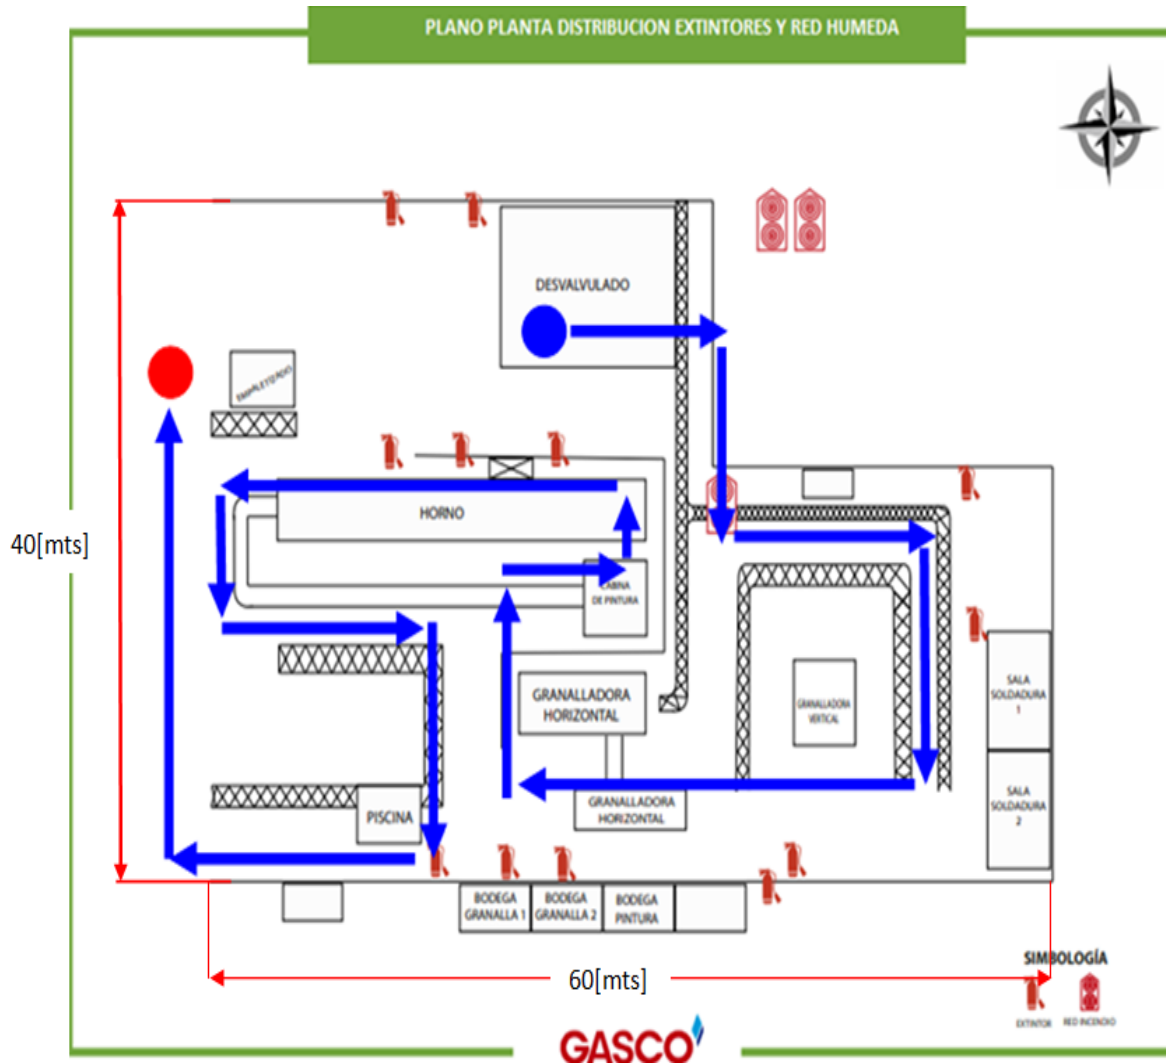 PLANO PLANTA DISTRIBUCION EXTINTORES Y RED HUMEDA
DESVALVULADO
EMPALETIZADO
HORNO
40[mts]
CABINA
DE PINTURA
GRANALLADORA
HORIZONTAL
GRANALLADORA
VERTICAL
SALA
SOLDADURA
1
SALA
SOLDADURA
2
PISCINA
GRANALLADORA
HORIZONTAL
BODEGA
GRANALLA 1
BODEGA
GRANALLA 2
BODEGA
PINTURA
60[mts]
SIMBOLOGÍA
EXTINTOR
RED INCENDIO
GASCO